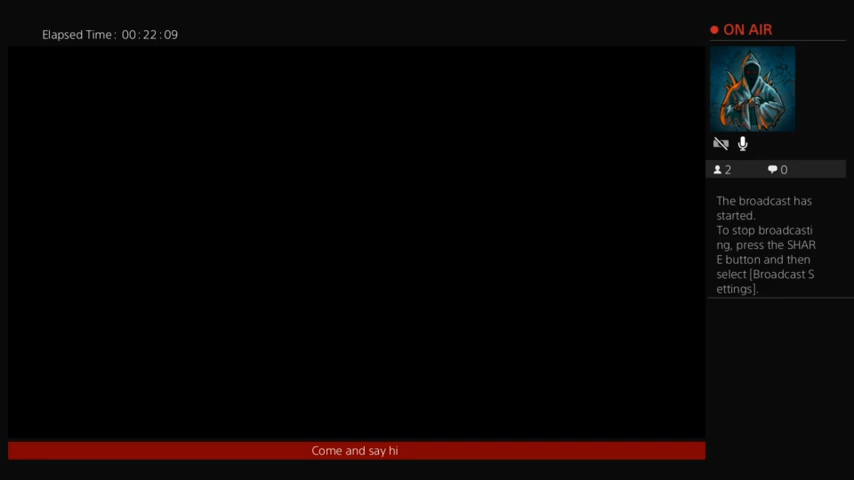 Elapsed Time: 00:22:09
ON AIR
2
0
The broadcast has
started.
To stop broadcasti
ng, press the SHAR
E button and then
select [Broadcast S
ettings].
Come and say hi